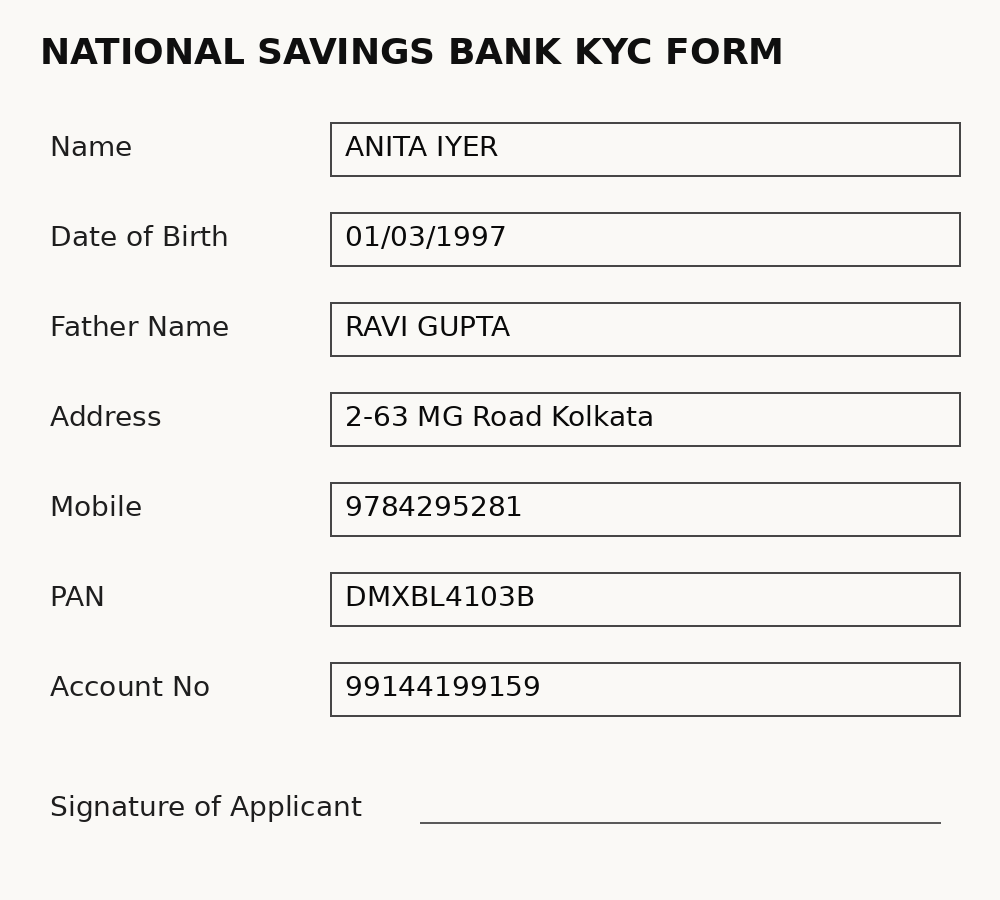 NATIONAL SAVINGS BANK KYC FORM
Name ANITA IYER
Date of Birth 01/03/1997
Father Name RAVI GUPTA
Address 2-63 MG Road Kolkata
Mobile 9784295281
PAN DMXBL4103B
Account No 99144199159
Signature of Applicant